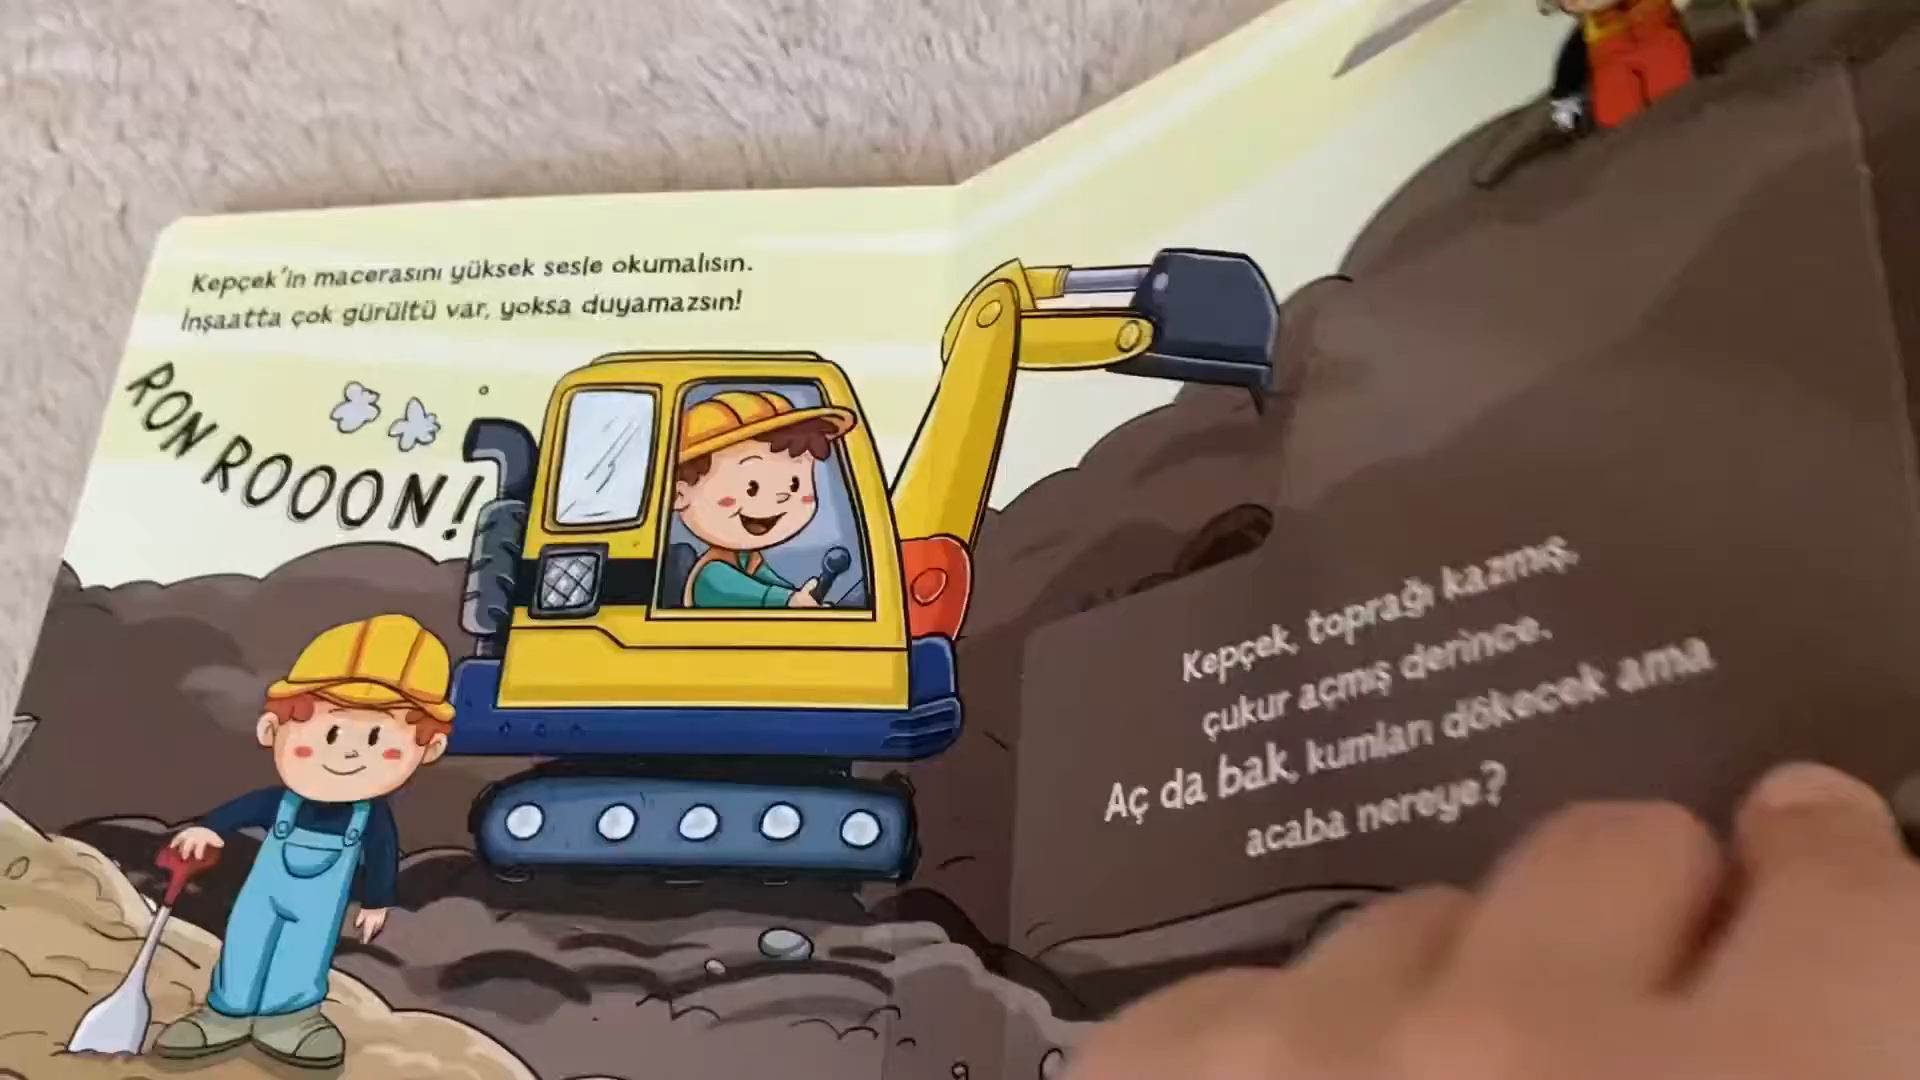 Kepçek'in macerasını yüksek sesle okumalısın.
İnşaatta çok gürültü var, yoksa duyamazsın!
RON ROOON!
Kepçek, toprağı kazmış,
çukur açmış derince.
Aç da bak, kumları dökecek ama
acaba nereye?